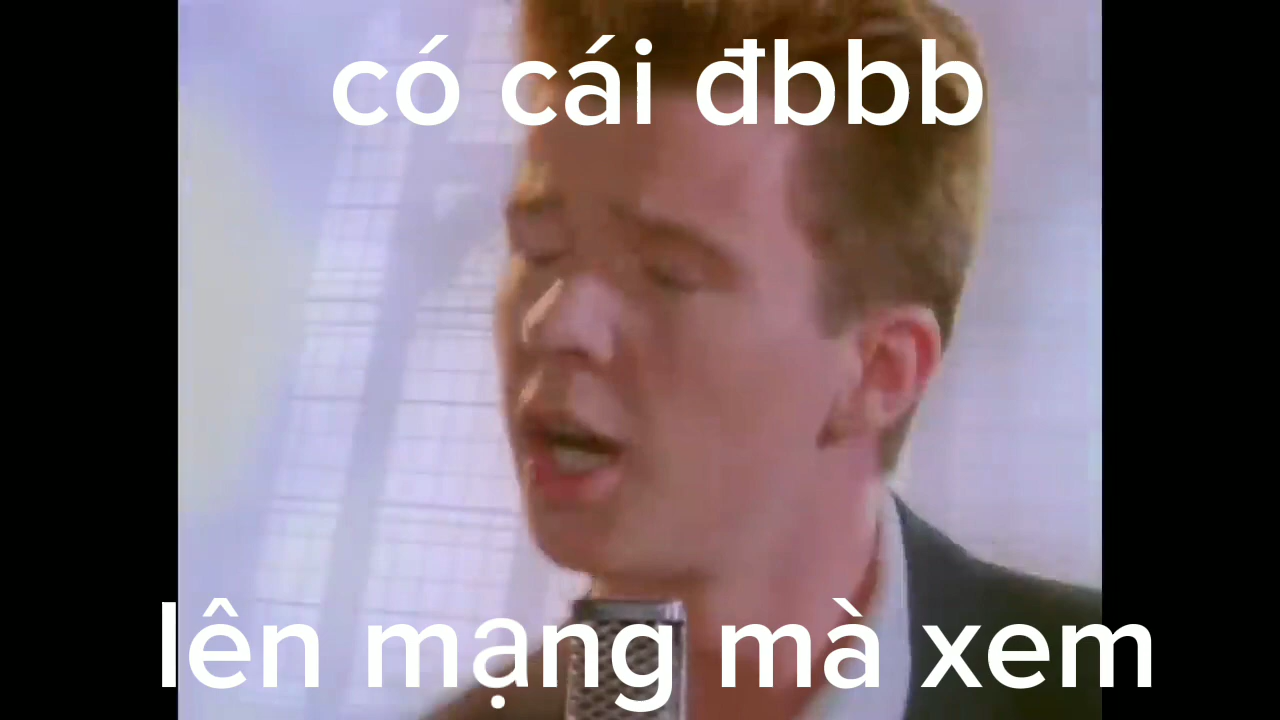 có cái đbbb
lên mạng mà xem